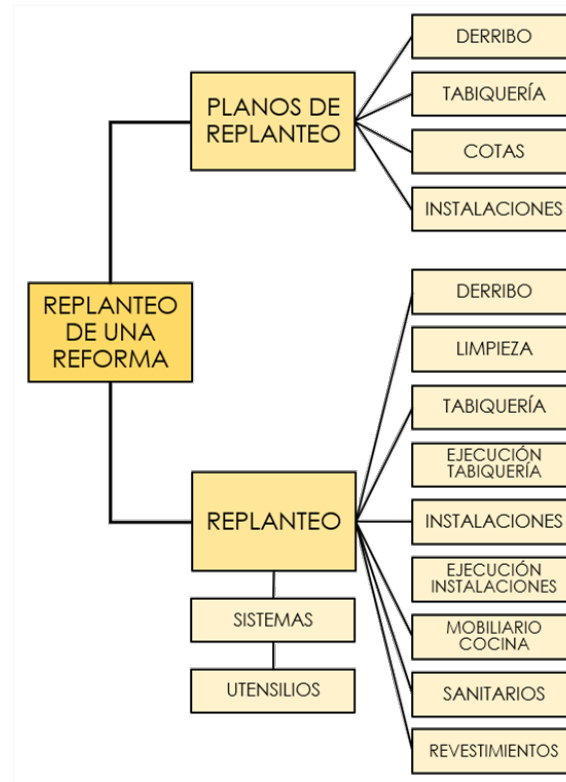 DERRIBO
PLANOS DE
REPLANTEO
TABIQUERÍA
COTAS
INSTALACIONES
REPLANTEO
DE UNA
REFORMA
DERRIBO
LIMPIEZA
TABIQUERÍA
EJECUCIÓN
TABIQUERÍA
REPLANTEO
INSTALACIONES
EJECUCIÓN
INSTALACIONES
SISTEMAS
MOBILIARIO
COCINA
UTENSILIOS
SANITARIOS
REVESTIMIENTOS